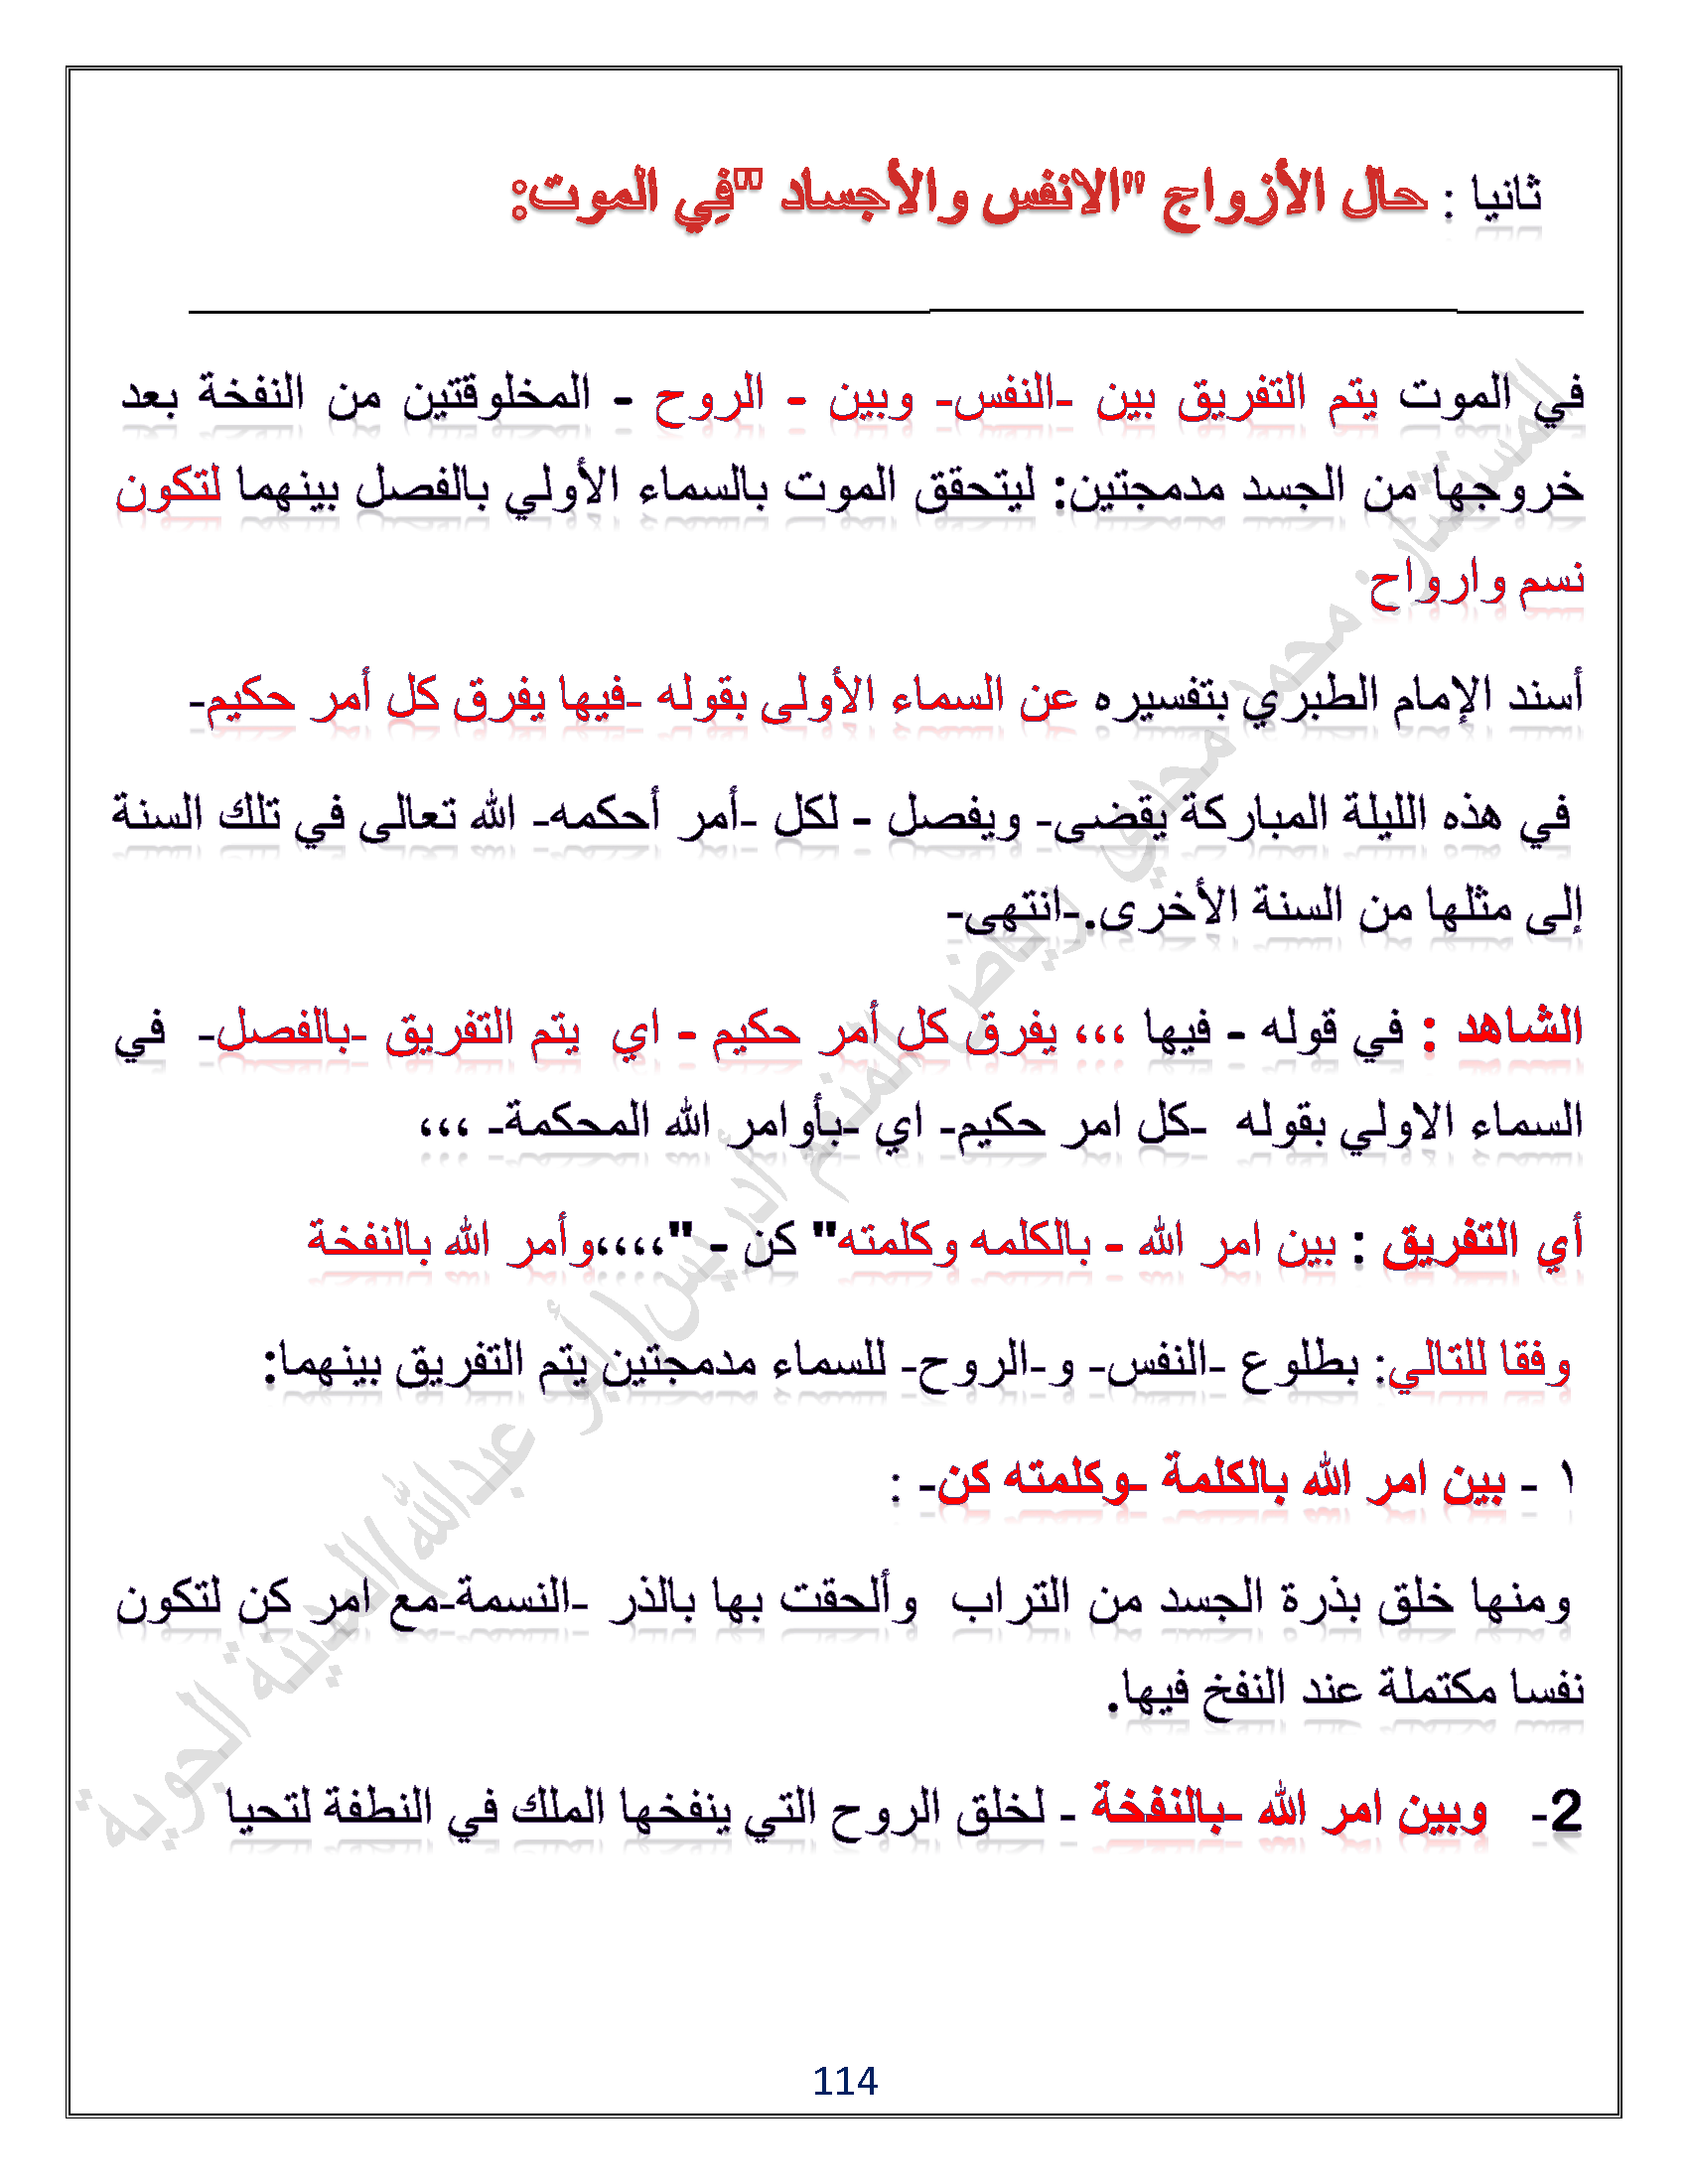 ثانيا : حال الأزواج "الانفس والأجساد "فِي الموت:
في الموت يتم التفريق بين -النفس- وبين - الروح - المخلوقتين من النفخة بعد
خروجها من الجسد مدمجتين: ليتحقق الموت بالسماء الأولي بالفصل بينهما لتكون
نسم وارواح
أسند الإمام الطبري بتفسيره عن السماء الأولى بقوله -فيها يفرق كل أمر حكيم-
في هذه الليلة المباركة يقضى- ويفصل - لكل -أمر أحكمه- الله تعالى في تلك السنة
إلى مثلها من السنة الأخرى.-انتهى-
الشاهد : في قوله - فيها ،،، يفرق كل أمر حكيم - اي يتم التفريق -بالفصل- في
السماء الاولي بقوله -كل امر حكيم- اي -بأوامر الله المحكمة- ،،،
أي التفريق : بين امر الله - بالكلمه وكلمته" كن - "،،،،وأمر الله بالنفخة
وفقا للتالي: بطلوع -النفس- و-الروح- للسماء مدمجتين يتم التفريق بينهما:
١ - بين امر الله بالكلمة -وكلمته كن- :
ومنها خلق بذرة الجسد من التراب وألحقت بها بالذر -النسمة-مع امر كن لتكون
نفسا مكتملة عند النفخ فيها.
2- وبين امر الله -بالنفخة - لخلق الروح التي ينفخها الملك في النطفة لتحيا
114
المستشار: محمد مجدي رياض المنعم أدريس(أبو عبدالله)المدينة